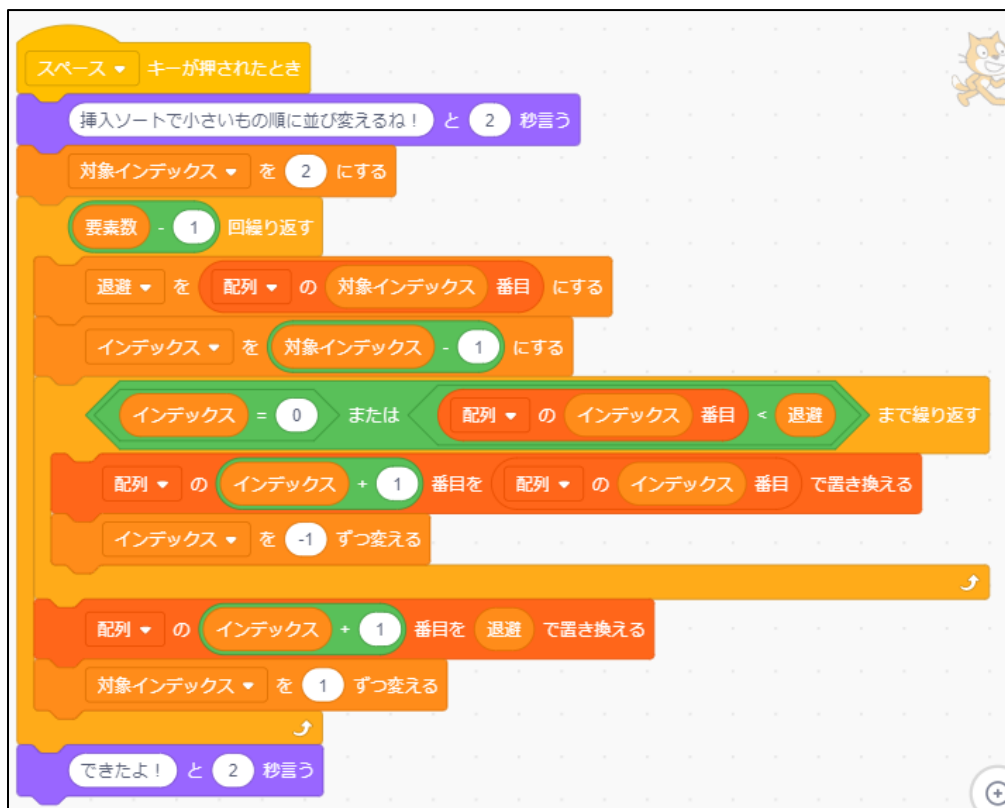 スペース キーが押されたとき
挿入ソートで小さいもの順に並び変えるね! と 2 秒言う
対象インデックス を 2 にする
要素数 - 1 回繰り返す
退避 を 配列 の 対象インデックス 番目 にする
インデックス を 対象インデックス - 1 にする
インデックス = 0 または 配列 の インデックス 番目 < 退避 まで繰り返す
配列 の インデックス + 1 番目を 配列 の インデックス 番目 で置き換える
インデックス を -1 ずつ変える
配列 の インデックス + 1 番目を 退避 で置き換える
対象インデックス を 1 ずつ変える
できたよ! と 2 秒言う